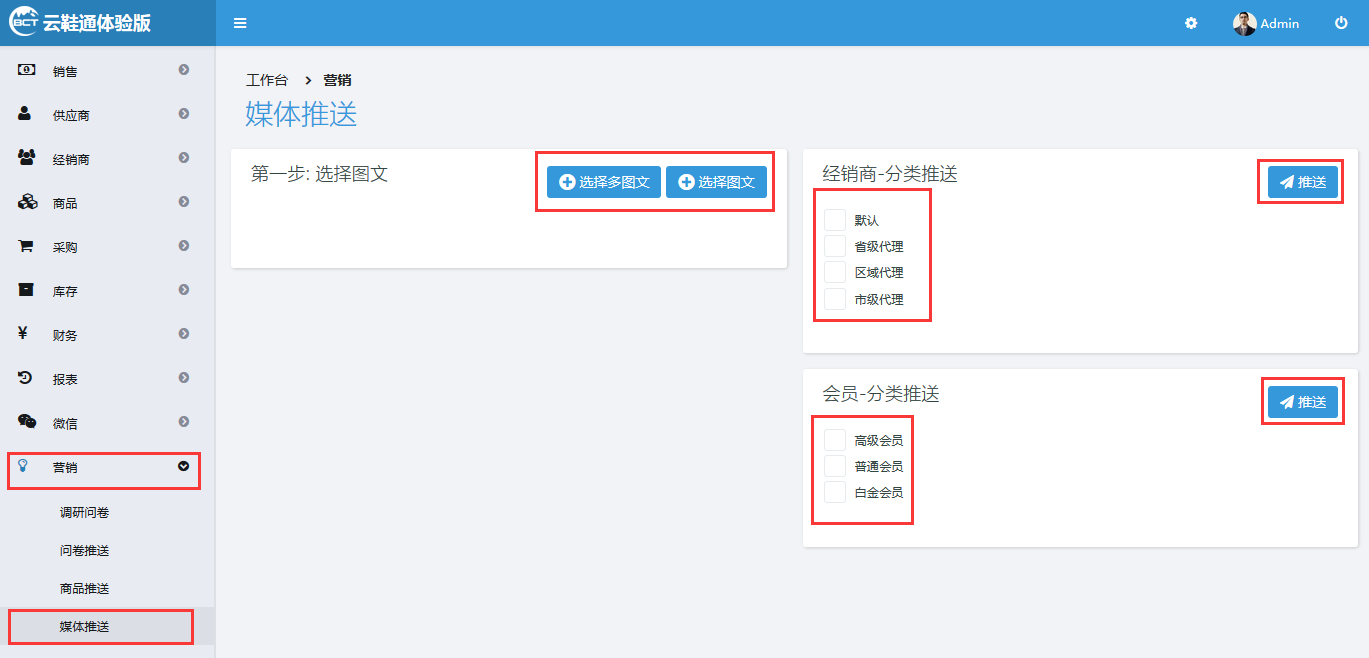 BCT 云鞋通体验版
Admin
销售
供应商
经销商
商品
采购
库存
财务
报表
微信
营销
调研问卷
问卷推送
商品推送
媒体推送
工作台 > 营销
媒体推送
第一步: 选择图文
选择多图文
选择图文
经销商-分类推送
推送
默认
省级代理
区域代理
市级代理
会员-分类推送
推送
高级会员
普通会员
白金会员